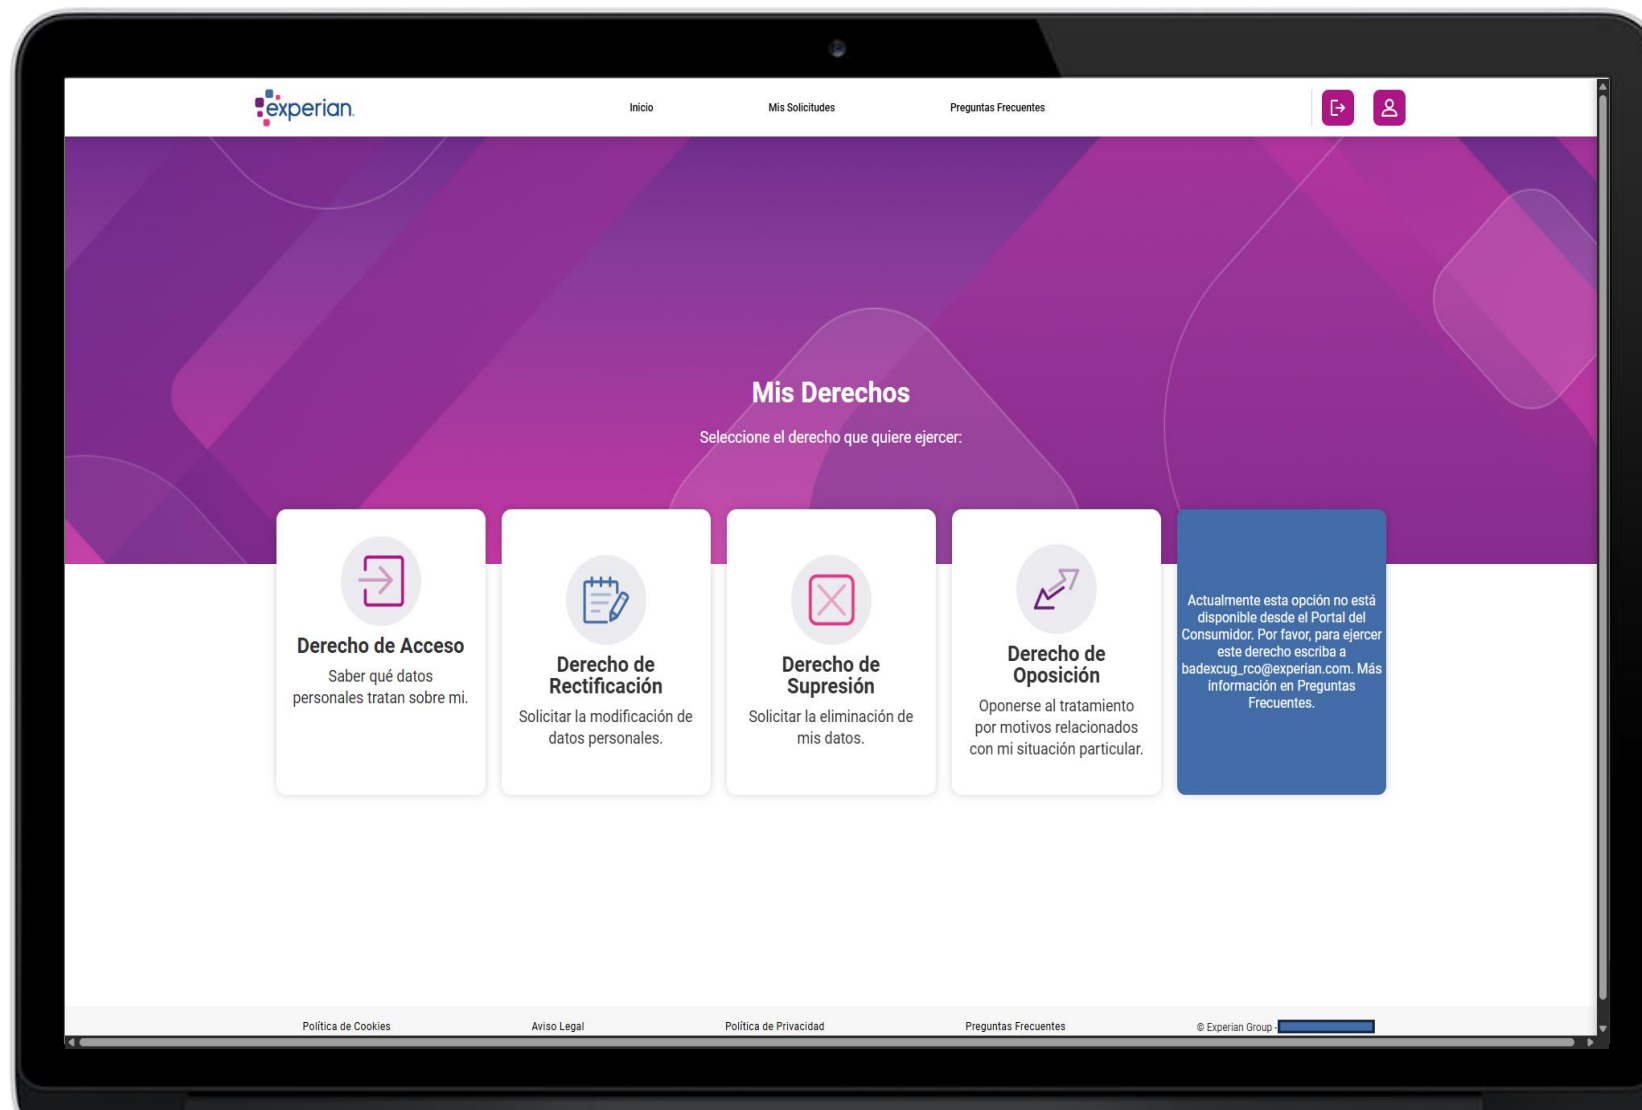 experian.
Inicio
Mis Solicitudes
Preguntas Frecuentes
Mis Derechos
Seleccione el derecho que quiere ejercer:
Derecho de Acceso
Saber qué datos
personales tratan sobre mi.
Derecho de
Rectificación
Solicitar la modificación de
datos personales.
Derecho de
Supresión
Solicitar la eliminación de
mis datos.
Derecho de
Oposición
Oponerse al tratamiento
por motivos relacionados
con mi situación particular.
Actualmente esta opción no está
disponible desde el Portal del
Consumidor. Por favor, para ejercer
este derecho escriba a
badexcug_rco@experian.com. Más
información en Preguntas
Frecuentes.
Política de Cookies
Aviso Legal
Política de Privacidad
Preguntas Frecuentes
© Experian Group -